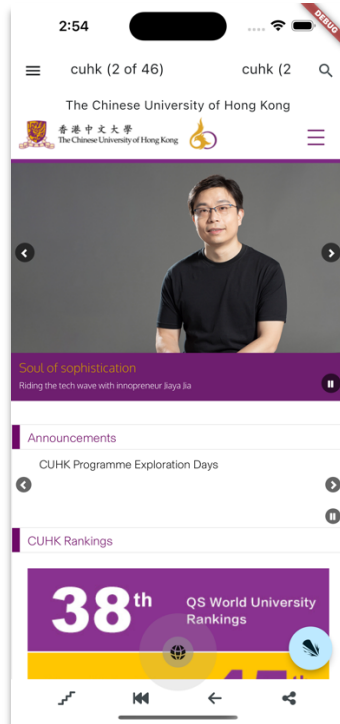 2:54
DEBUG
cuhk (2 of 46)
cuhk (2
The Chinese University of Hong Kong
香港中文大學
The Chinese University of Hong Kong
Soul of sophistication
Riding the tech wave with innopreneur Jiaya Jia
Announcements
CUHK Programme Exploration Days
CUHK Rankings
38th
QS World University
Rankings